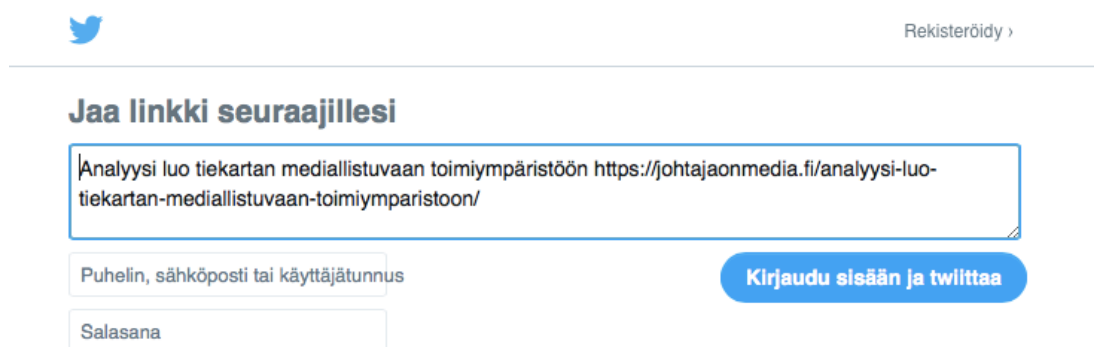 Rekisteröidy ›
Jaa linkki seuraajillesi
Analyysi luo tiekartan mediallistuvaan toimiympäristöön https://johtajaonmedia.fi/analyysi-luo-
tiekartan-mediallistuvaan-toimiymparistoon/
Puhelin, sähköposti tai käyttäjätunnus
Kirjaudu sisään ja twiittaa
Salasana